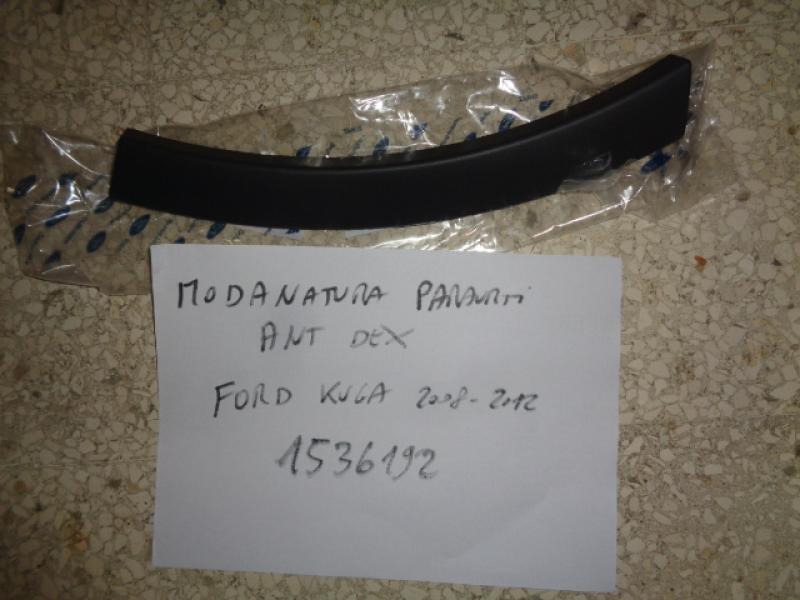 MODANATURA PARAURTI
ANT DEX
FORD KUGA 2008-2012
1536192